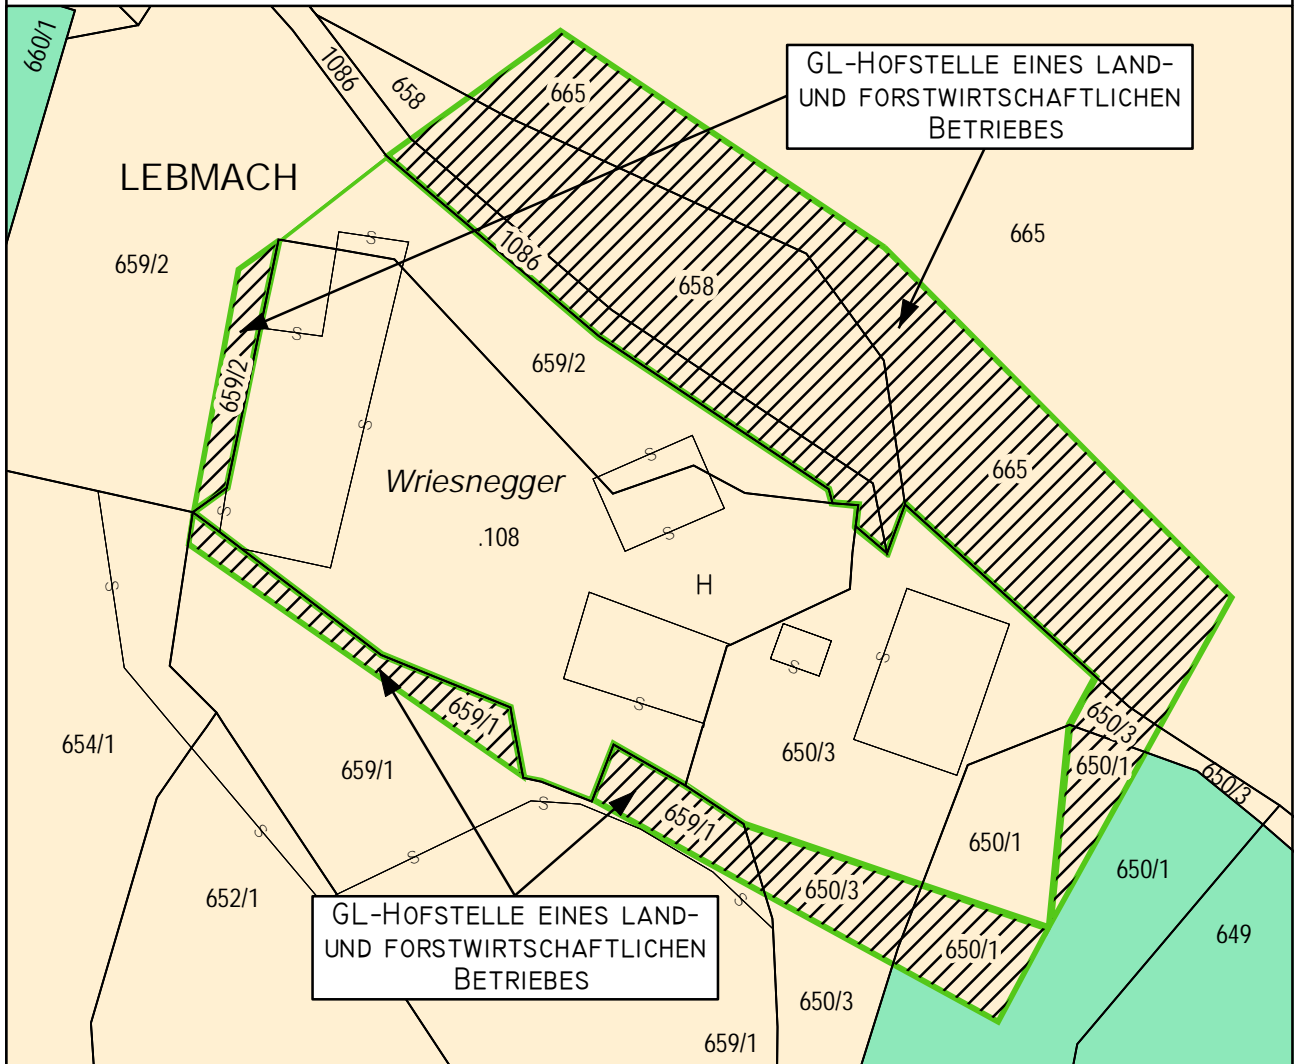 660/1
1086
658
665
GL-HOFSTELLE EINES LAND-
UND FORSTWIRTSCHAFTLICHEN
BETRIEBES
LEBMACH
S
665
659/2
1086
658
S
659/2
659/2
S
S
665
Wriesnegger
.108
S
S
S
H
S
S
659/1
S
650/3
654/1
659/1
650/3
650/1
650/3
S
659/1
S
650/1
S
650/1
652/1
650/3
S
GL-HOFSTELLE EINES LAND-
UND FORSTWIRTSCHAFTLICHEN
BETRIEBES
649
650/1
650/3
659/1